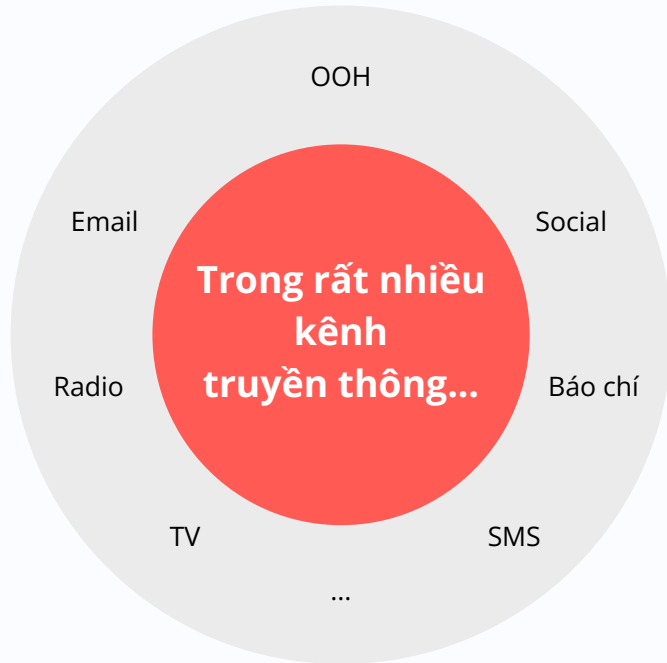 OOH
Email
Social
Trong rất nhiều
kênh
truyền thông...
Radio
Báo chí
TV
SMS
...